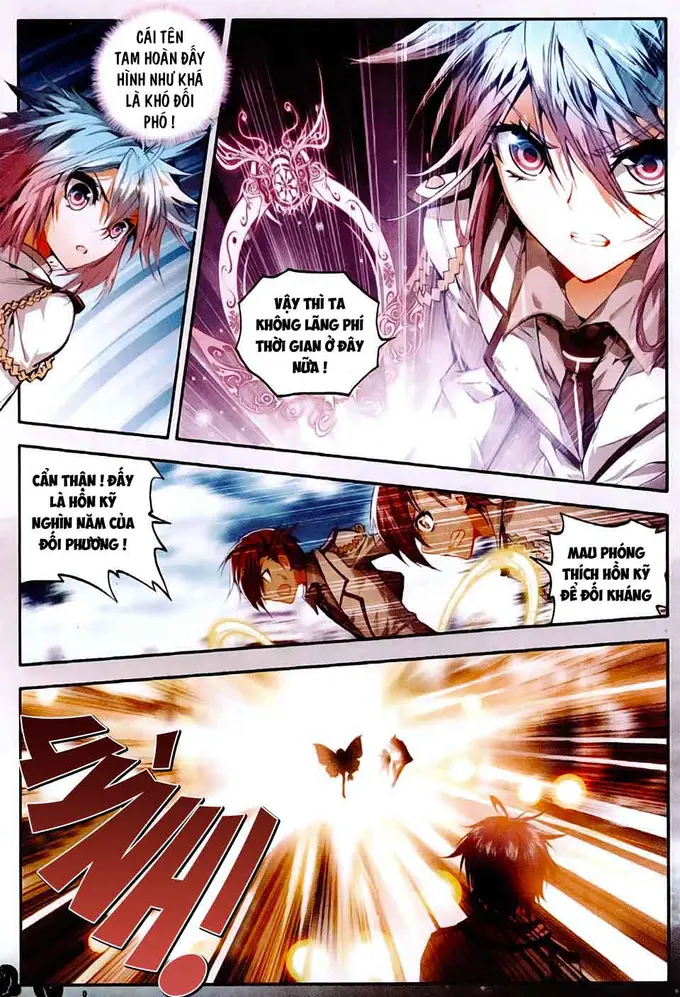 CÁI TÊN
TAM HOÀN ĐẤY
HÌNH NHƯ KHÁ
LÀ KHÓ ĐỐI
PHÓ !
VẬY THÌ TA
KHÔNG LÃNG PHÍ
THỜI GIAN Ở ĐÂY
NỮA !
CẨN THẬN ! ĐẤY
LÀ HỒN KỸ
NGHÌN NĂM CỦA
ĐỐI PHƯƠNG !
MAU PHÓNG
THÍCH HỒN KỸ
ĐỂ ĐỐI KHÁNG